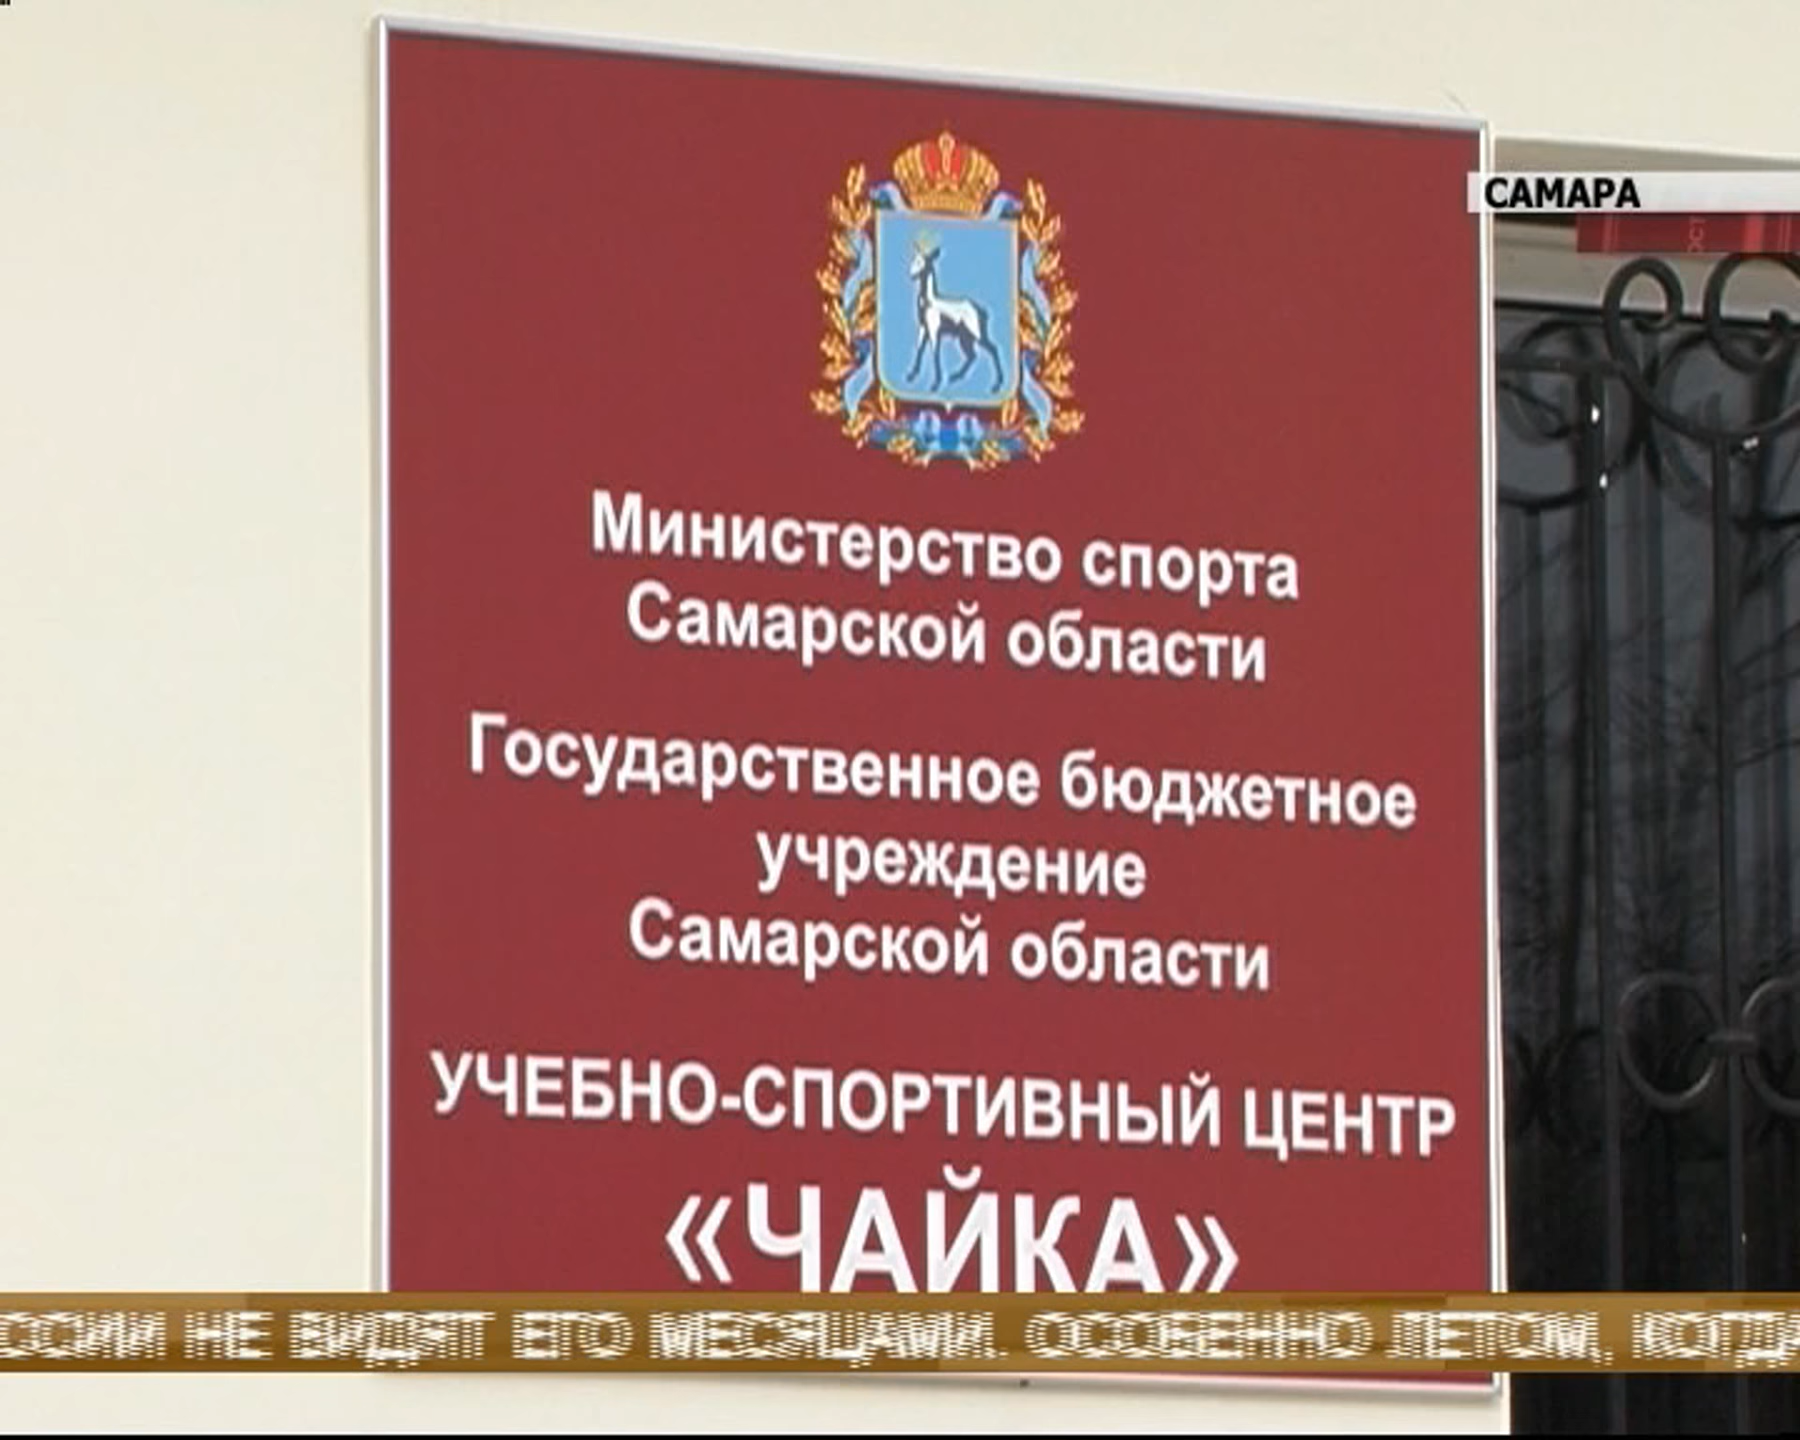 САМАРА
Министерство спорта
Самарской области
Государственное бюджетное
учреждение
Самарской области
УЧЕБНО-СПОРТИВНЫЙ ЦЕНТР
«ЧАЙКА»
ССИИ НЕ ВИДЯТ ЕГО МЕСЯЦАМИ. ОСОБЕННО ЛЕТОМ, КОГДА